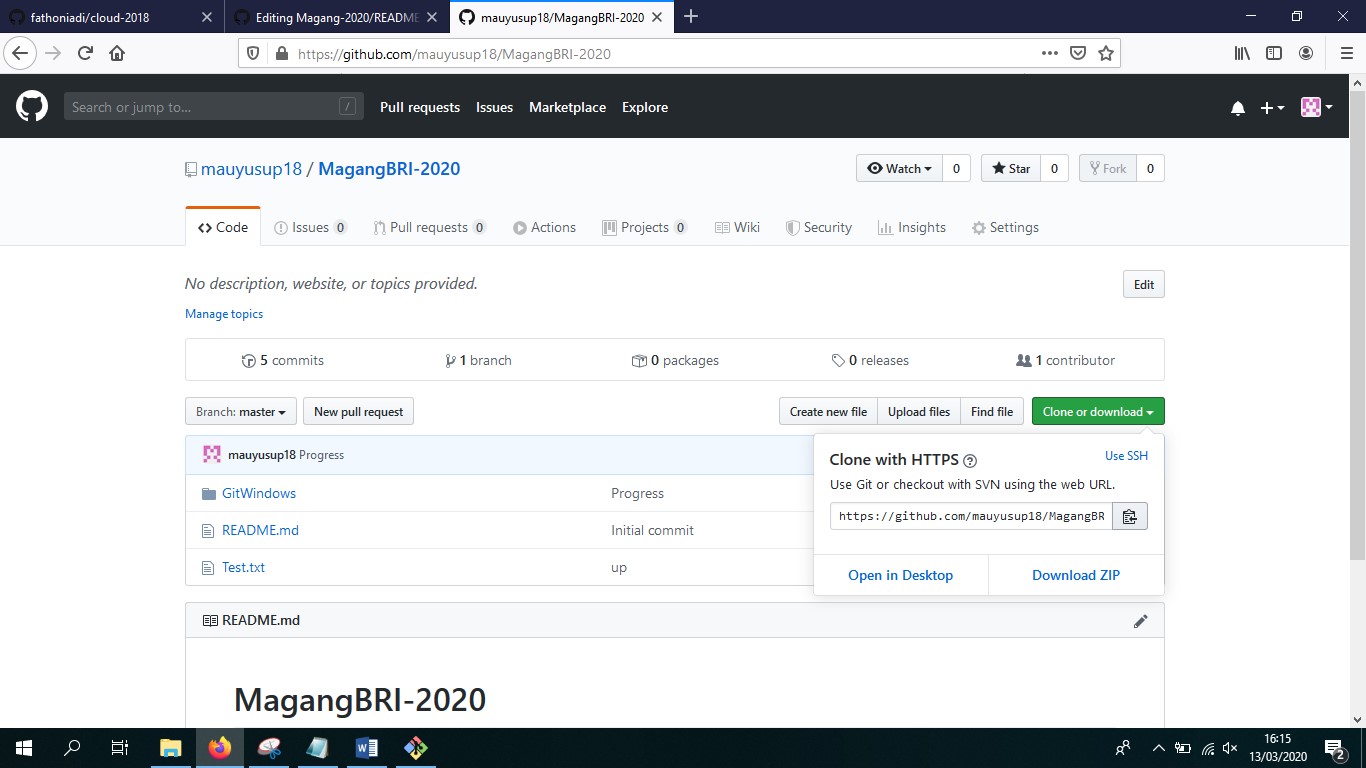 fathoniadi/cloud-2018
Editing Magang-2020/README
mauyusup18/MagangBRI-2020
https://github.com/mauyusup18/MagangBRI-2020
Search or jump to... /
Pull requests Issues Marketplace Explore
mauyusup18 / MagangBRI-2020
Watch 0 Star 0 Fork 0
Code Issues 0 Pull requests 0 Actions Projects 0 Wiki Security Insights Settings
No description, website, or topics provided.
Edit
Manage topics
5 commits 1 branch 0 packages 0 releases 1 contributor
Branch: master New pull request Create new file Upload files Find file Clone or download
mauyusup18 Progress
GitWindows Progress
README.md Initial commit
Test.txt up
Clone with HTTPS Use SSH
Use Git or checkout with SVN using the web URL.
https://github.com/mauyusup18/MagangBR
Open in Desktop Download ZIP
README.md
MagangBRI-2020
16:15
13/03/2020
2